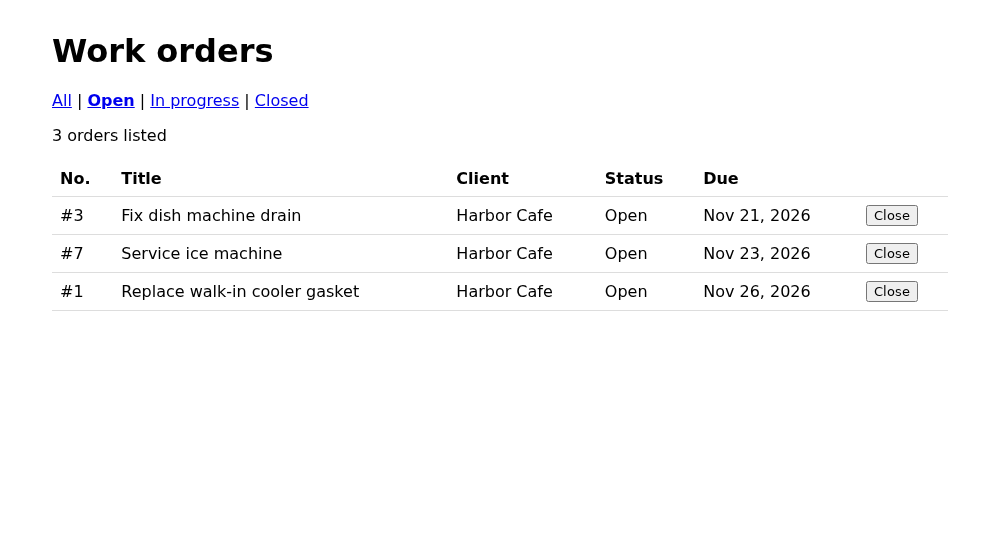 Work orders
All | Open | In progress | Closed
3 orders listed
No. Title Client Status Due
#3 Fix dish machine drain Harbor Cafe Open Nov 21, 2026 Close
#7 Service ice machine Harbor Cafe Open Nov 23, 2026 Close
#1 Replace walk-in cooler gasket Harbor Cafe Open Nov 26, 2026 Close